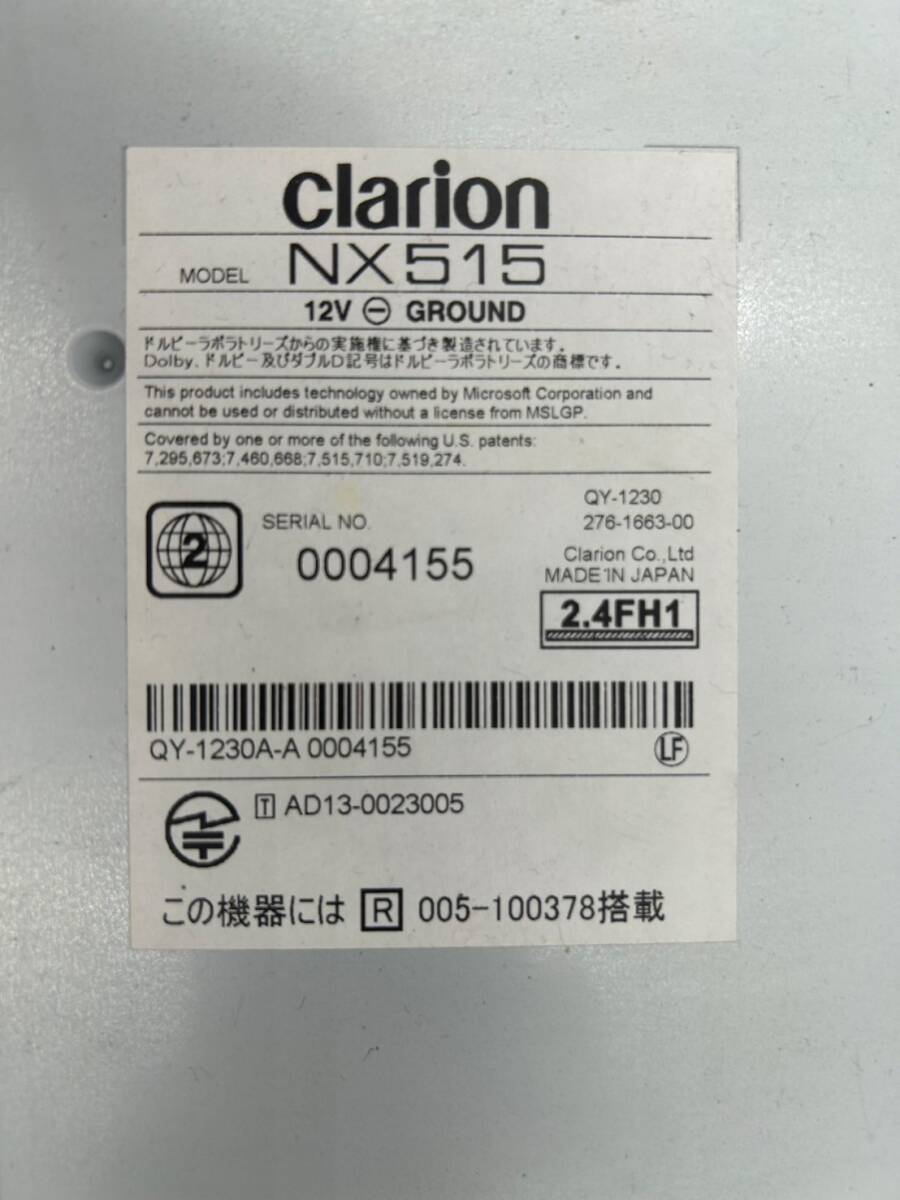 clarion
MODEL NX515
12V ⊖ GROUND
ドルビーラボラトリーズからの実施権に基づき製造されています。
Dolby、ドルビー及びダブルD記号はドルビーラボラトリーズの商標です。
This product includes technology owned by Microsoft Corporation and
cannot be used or distributed without a license from MSLGP.
Covered by one or more of the following U.S. patents:
7,295,673;7,460,668;7,515,710;7,519,274.
2
SERIAL NO.
0004155
QY-1230
276-1663-00
Clarion Co.,Ltd
MADE IN JAPAN
2.4FH1
QY-1230A-A 0004155
LF
T AD13-0023005
この機器には R 005-100378搭載